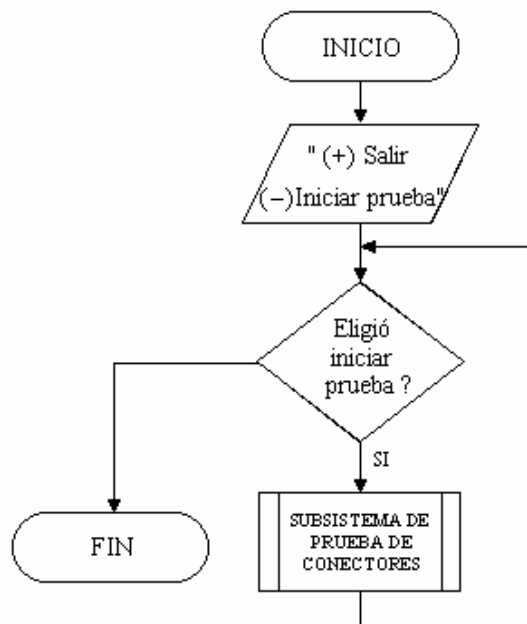 INICIO
" (+) Salir
(−)Iniciar prueba"
Eligió
iniciar
prueba ?
SI
SUBSISTEMA DE
PRUEBA DE
CONECTORES
FIN